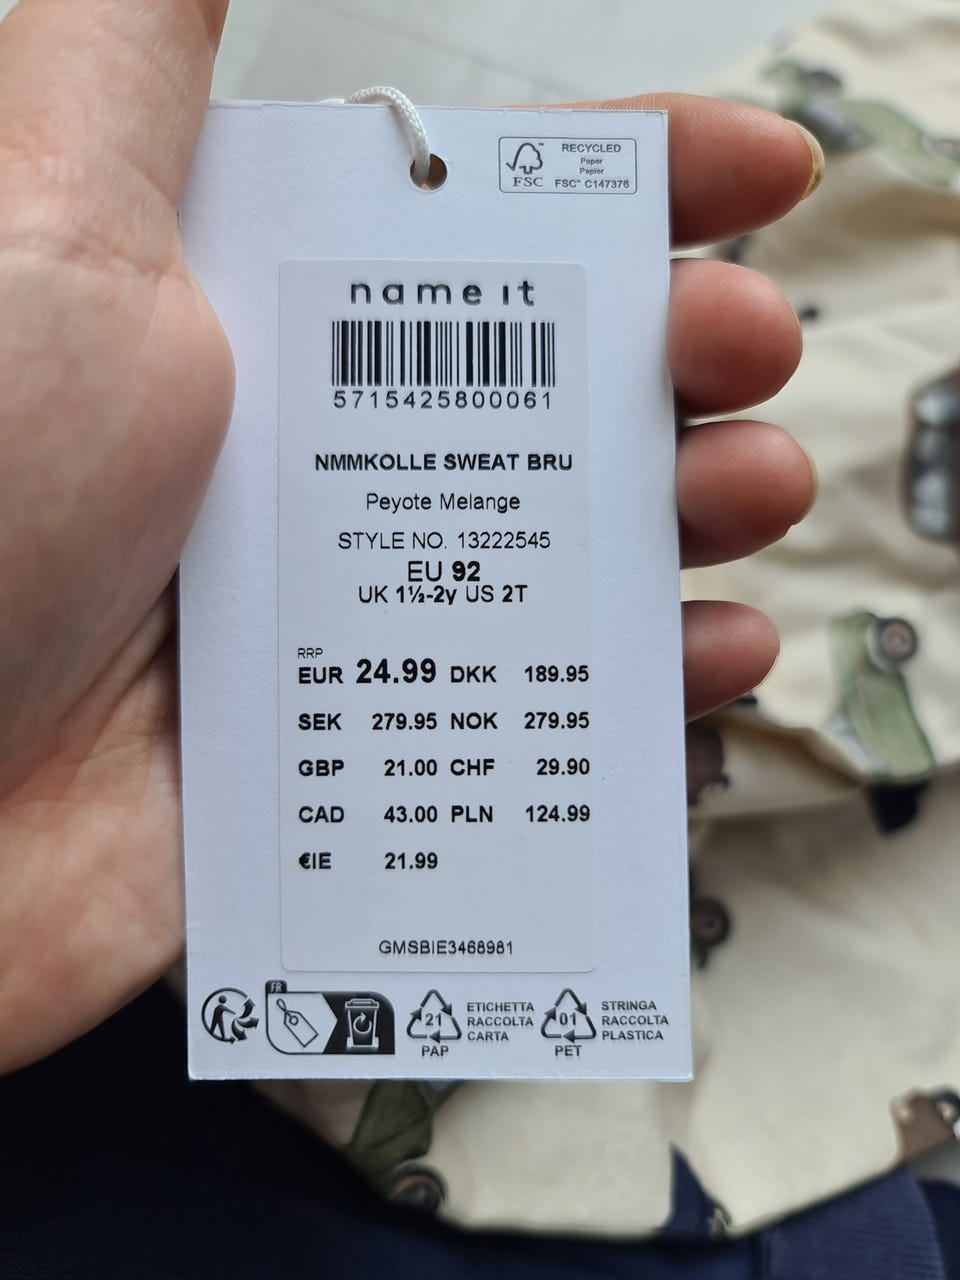 RECYCLED
Paper
Papier
FSC™ C147376
FSC™
name it
5715425800061
NMMKOLLE SWEAT BRU
Peyote Melange
STYLE NO. 13222545
EU 92
UK 1½-2y US 2T
RRP
EUR 24.99 DKK 189.95
SEK 279.95 NOK 279.95
GBP 21.00 CHF 29.90
CAD 43.00 PLN 124.99
€IE 21.99
GMSBIE3468981
FR
21
PAP
ETICHETTA
RACCOLTA
CARTA
01
PET
STRINGA
RACCOLTA
PLASTICA